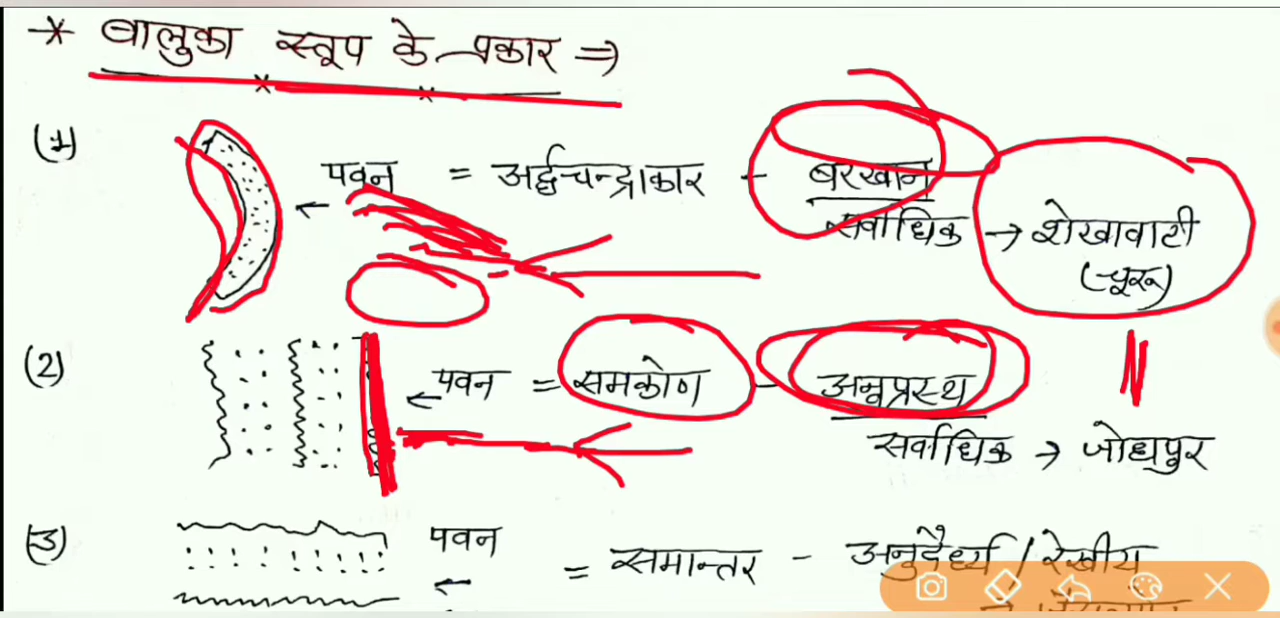 * बालुका स्तूप के प्रकार ⇒
(1) ← पवन = अर्द्धचन्द्राकार - बरखान
सर्वाधिक → शेखावाटी
(चूरू)
(2) ← पवन = समकोण - अनुप्रस्थ
सर्वाधिक → जोधपुर
(3) ← पवन = समान्तर - अनुदैर्ध्य / रेखीय